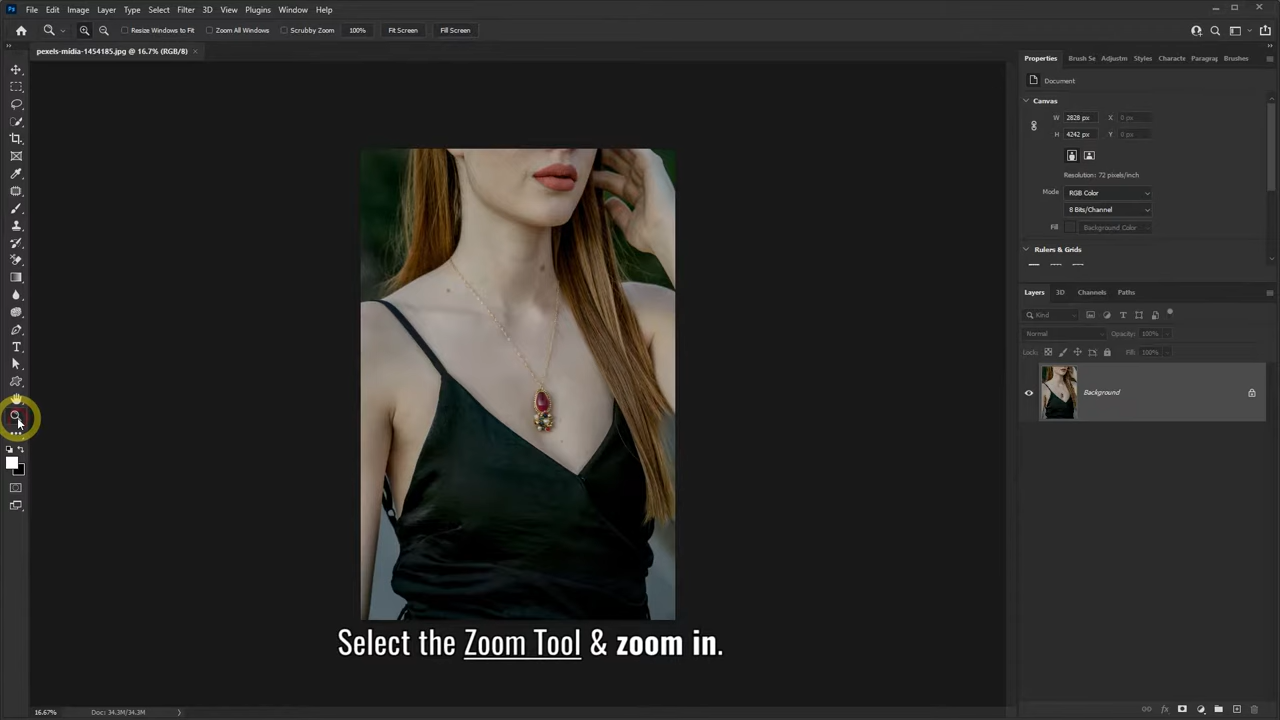 Ps File Edit Image Layer Type Select Filter 3D View Plugins Window Help
Resize Windows to Fit Zoom All Windows Scrubby Zoom 100% Fit Screen Fill Screen
pexels-mídia-1454185.jpg @ 16.7% (RGB/8) ×
Properties Brush Se Adjustm Styles Characte Paragrap Brushes
Document
Canvas
W 2828 px X 0 px
H 4242 px Y 0 px
Resolution: 72 pixels/inch
Mode RGB Color
8 Bits/Channel
Fill Background Color
Rulers & Grids
Layers 3D Channels Paths
Kind
Normal Opacity: 100%
Lock: Fill: 100%
Background
Select the Zoom Tool & zoom in.
16.67% Doc: 34.3M/34.3M